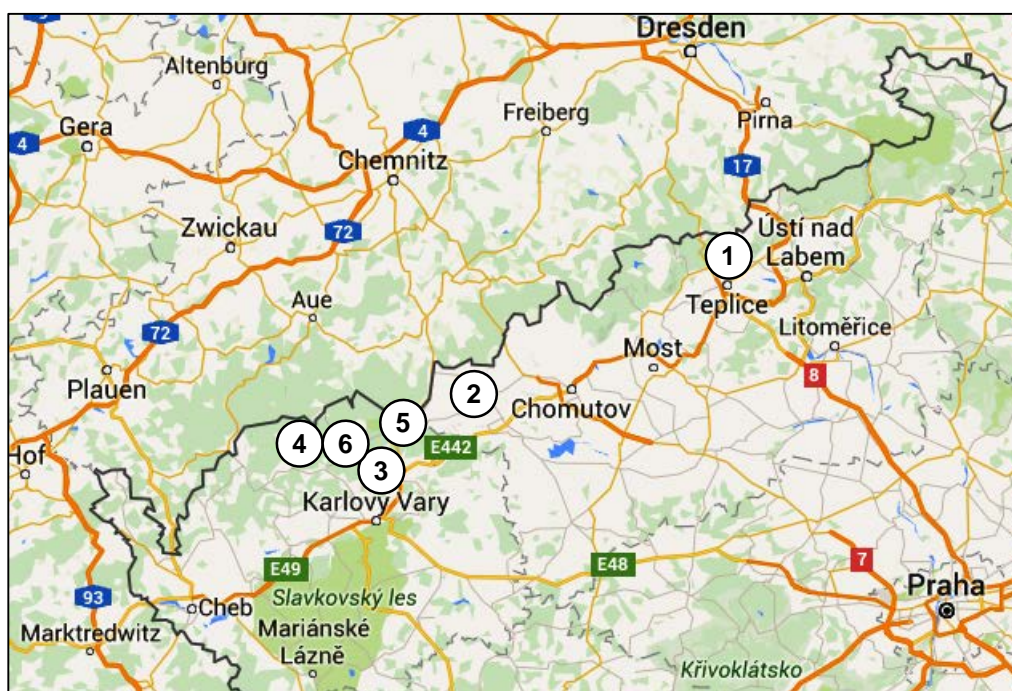 Dresden
Altenburg
Gera
4
4
Freiberg
Pirna
Chemnitz
17
Zwickau
72
Ústí nad
Labem
1
Teplice
Aue
Litoměřice
72
Most
Plauen
8
2
Chomutov
5
4
6
E442
3
Hof
Karlovy Vary
E49
E48
7
Slavkovský les
Praha
93
Cheb
Marktredwitz
Mariánské
Lázně
Křivoklátsko